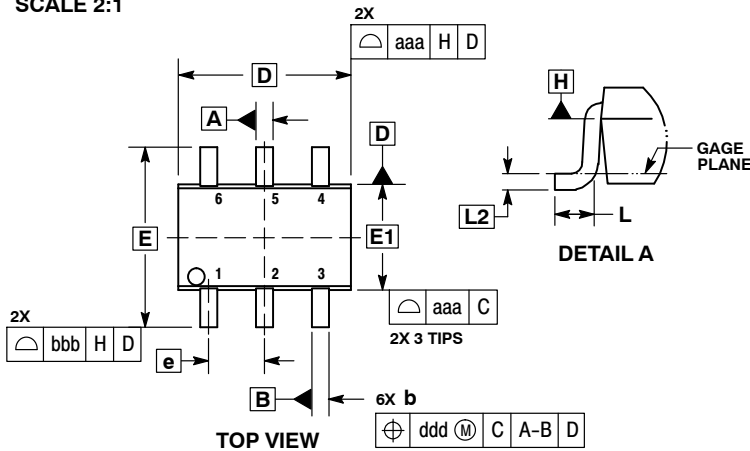 SCALE 2:1
2X
⌓ aaa H D
D
A
D
H
GAGE
PLANE
6 5 4
E
E1
L2
L
DETAIL A
1 2 3
⌓ aaa C
2X 3 TIPS
2X
⌓ bbb H D
e
B
6X b
TOP VIEW
⌖ ddd Ⓜ C A-B D